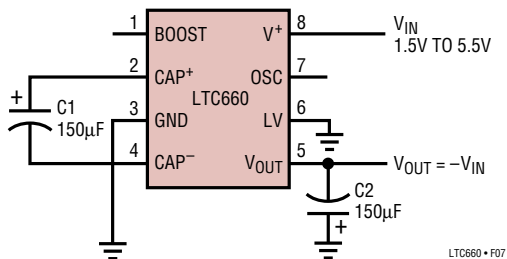 1 BOOST
2 CAP+
3 GND
4 CAP−
LTC660
V+ 8
OSC 7
LV 6
VOUT 5
VIN
1.5V TO 5.5V
VOUT = –VIN
+
C1
150µF
C2
150µF
+
LTC660 • F07